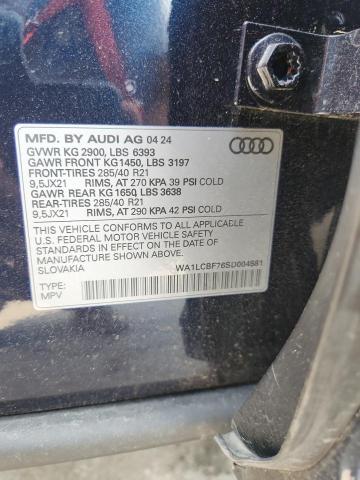 MFD. BY AUDI AG 04 24
GVWR KG 2900, LBS 6393
GAWR FRONT KG1450, LBS 3197
FRONT-TIRES 285/40 R21
9,5JX21 RIMS, AT 270 KPA 39 PSI COLD
GAWR REAR KG 1650, LBS 3638
REAR-TIRES 285/40 R21
9,5JX21 RIMS, AT 290 KPA 42 PSI COLD
THIS VEHICLE CONFORMS TO ALL APPLICABLE
U.S. FEDERAL MOTOR VEHICLE SAFETY
STANDARDS IN EFFECT ON THE DATE OF
MANUFACTURE SHOWN ABOVE.
SLOVAKIA WA1LCBF76SD004581
TYPE:
MPV